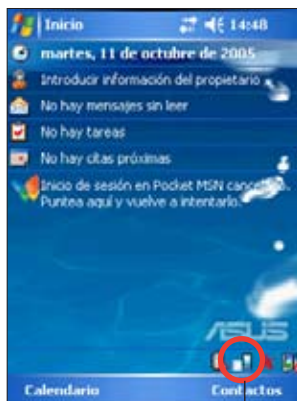 Inicio 14:48
martes, 11 de octubre de 2005
Introducir información del propietario
No hay mensajes sin leer
No hay tareas
No hay citas próximas
Inicio de sesión en Pocket MSN
Puntea aquí y vuelve a intentarlo.
ASUS
Calendario Contactos